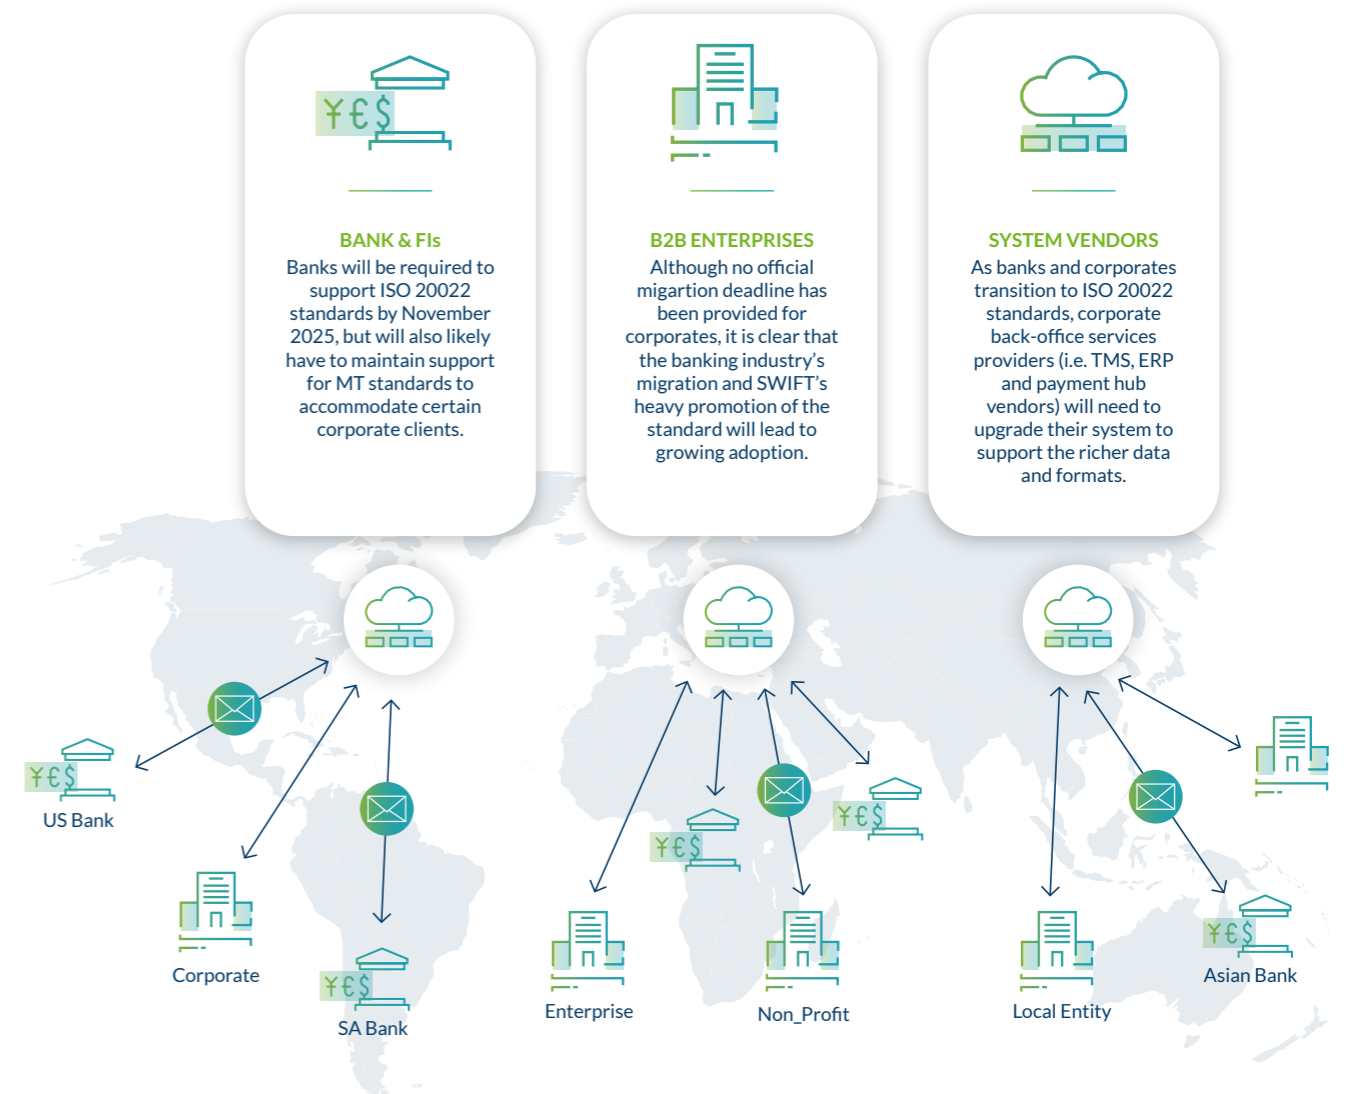 ¥€$
BANK & FIs
Banks will be required to
support ISO 20022
standards by November
2025, but will also likely
have to maintain support
for MT standards to
accommodate certain
corporate clients.
B2B ENTERPRISES
Although no official
migartion deadline has
been provided for
corporates, it is clear that
the banking industry’s
migration and SWIFT’s
heavy promotion of the
standard will lead to
growing adoption.
SYSTEM VENDORS
As banks and corporates
transition to ISO 20022
standards, corporate
back-office services
providers (i.e. TMS, ERP
and payment hub
vendors) will need to
upgrade their system to
support the richer data
and formats.
¥€$
US Bank
Corporate
¥€$
SA Bank
Enterprise
¥€$
Non_Profit
¥€$
Local Entity
¥€$
Asian Bank